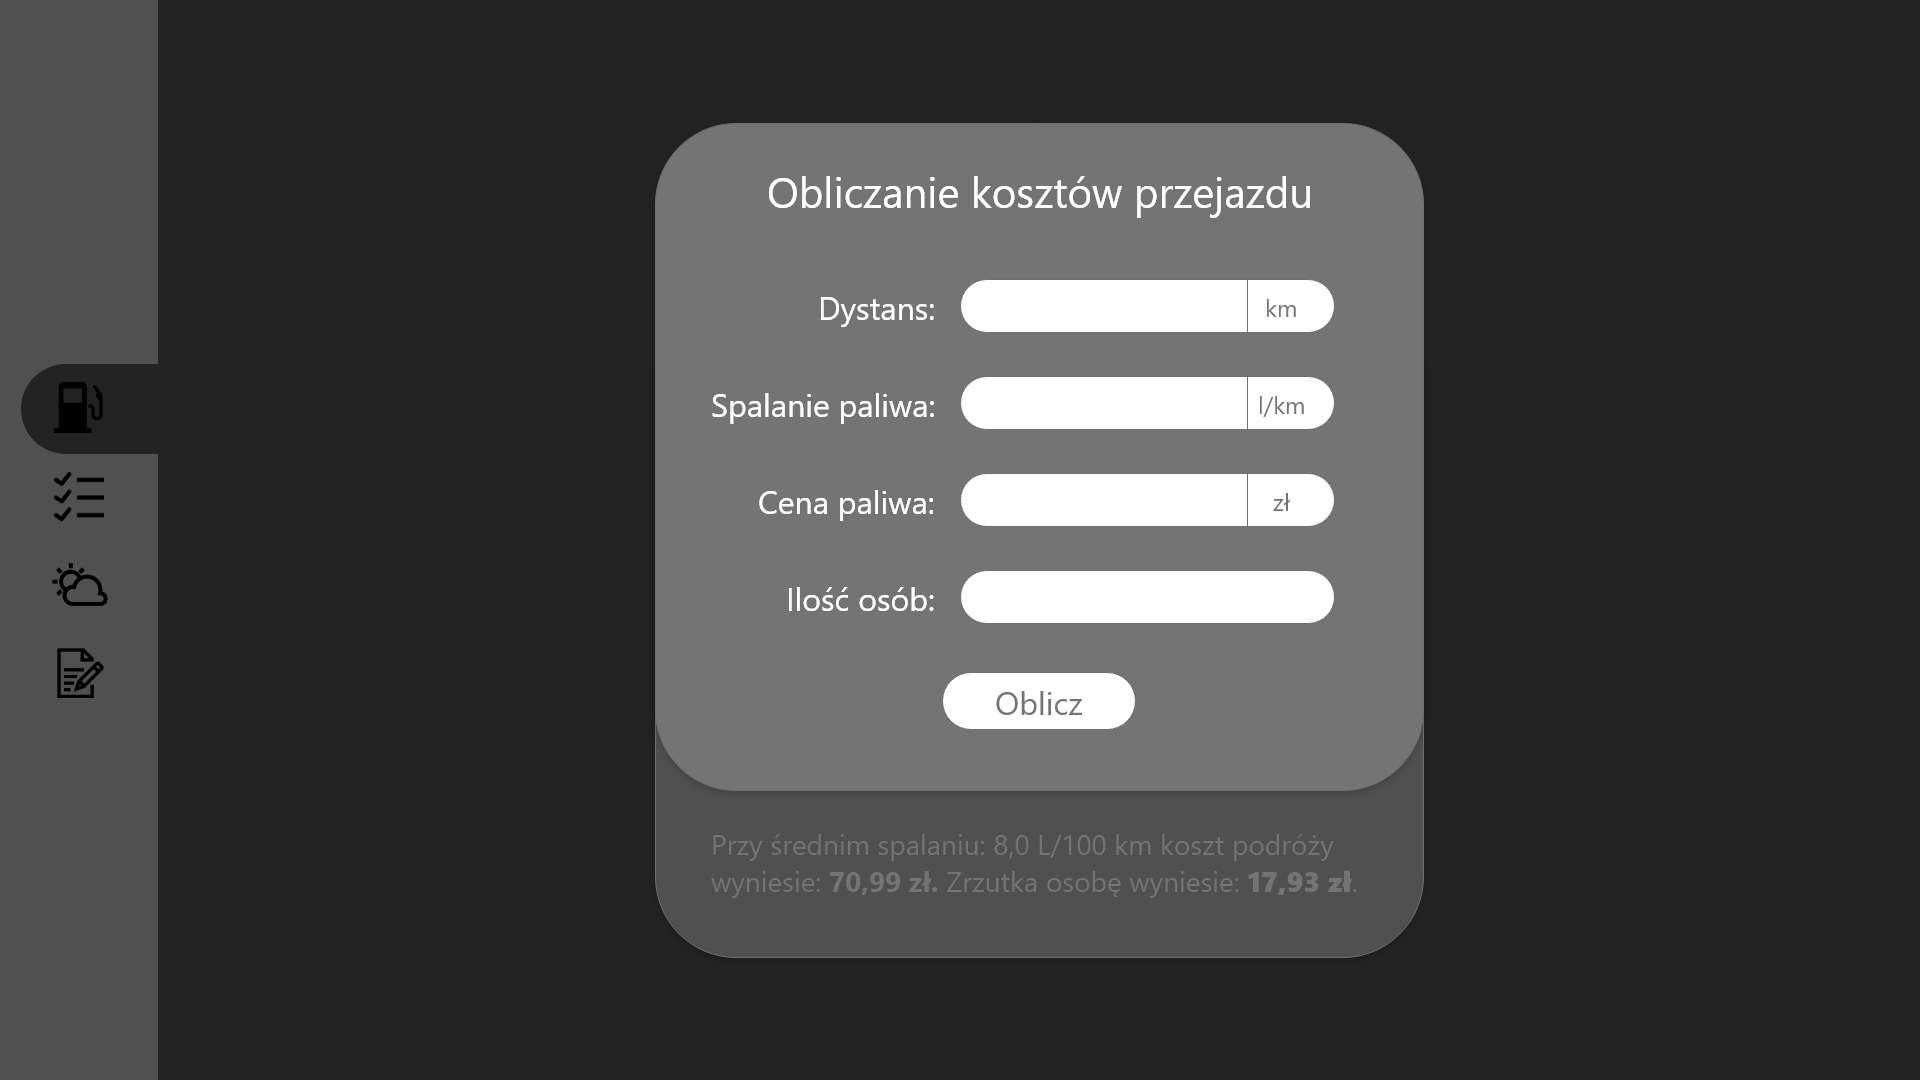 Obliczanie kosztów przejazdu
Dystans: km
Spalanie paliwa: l/km
Cena paliwa: zł
Ilość osób:
Oblicz
Przy średnim spalaniu: 8,0 L/100 km koszt podróży
wyniesie: 70,99 zł. Zrzutka osobę wyniesie: 17,93 zł.